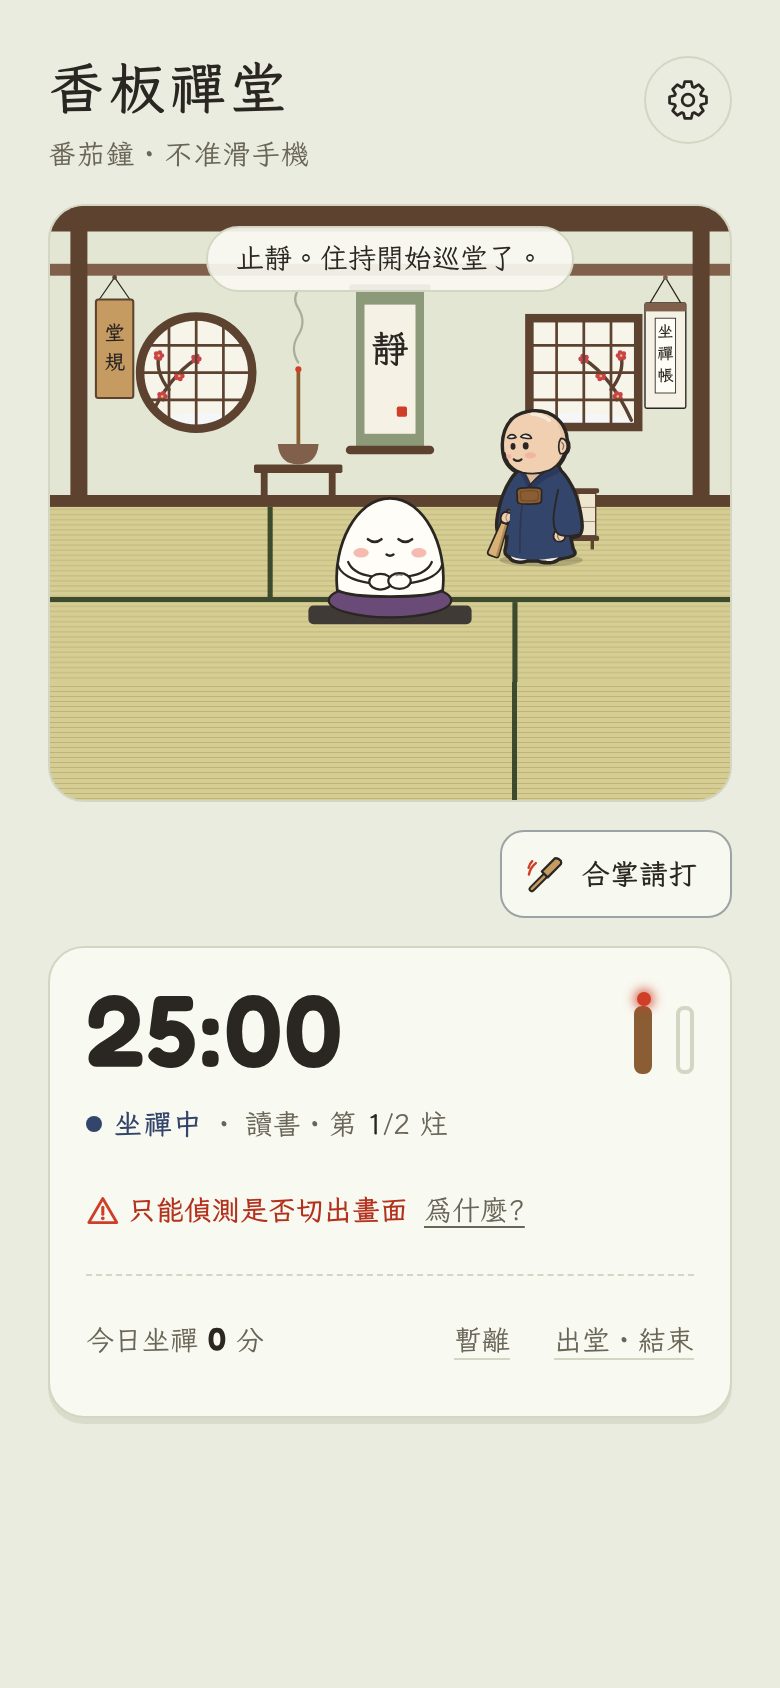 香板禪堂
番茄鐘・不准滑手機
止靜。住持開始巡堂了。
堂規
靜
坐禪帳
合掌請打
25:00
坐禪中・讀書・第 1/2 炷
只能偵測是否切出畫面 為什麼?
今日坐禪 0 分 暫離 出堂・結束